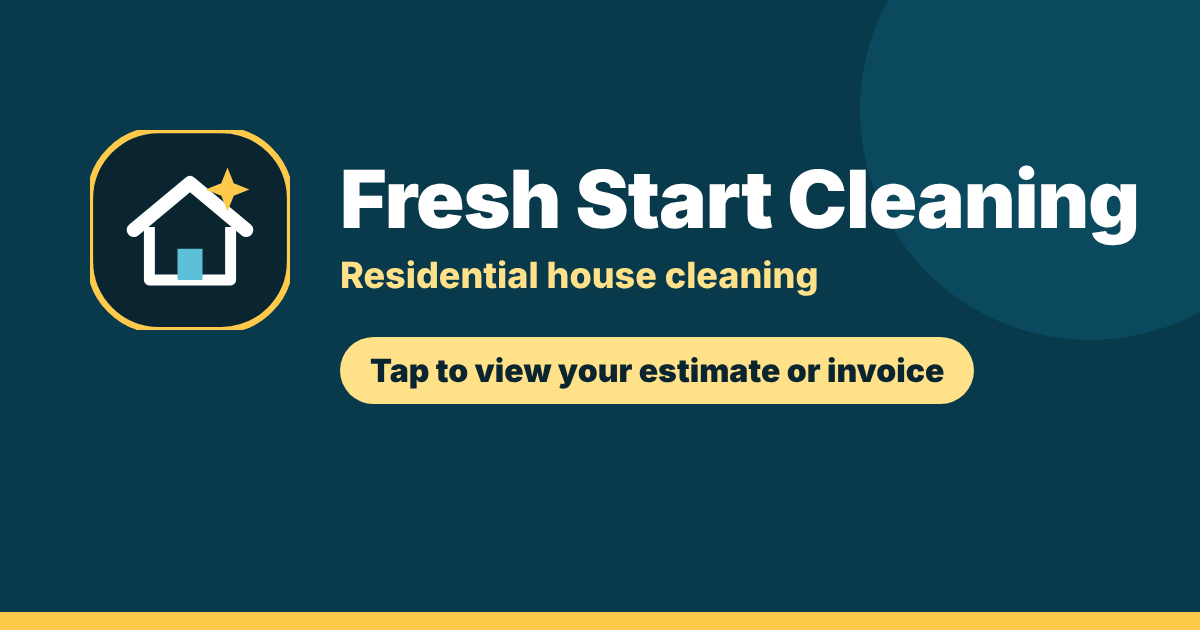 Fresh Start Cleaning
Residential house cleaning
Tap to view your estimate or invoice